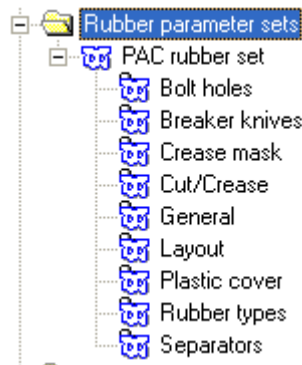 Rubber parameter sets
PAC rubber set
Bolt holes
Breaker knives
Crease mask
Cut/Crease
General
Layout
Plastic cover
Rubber types
Separators